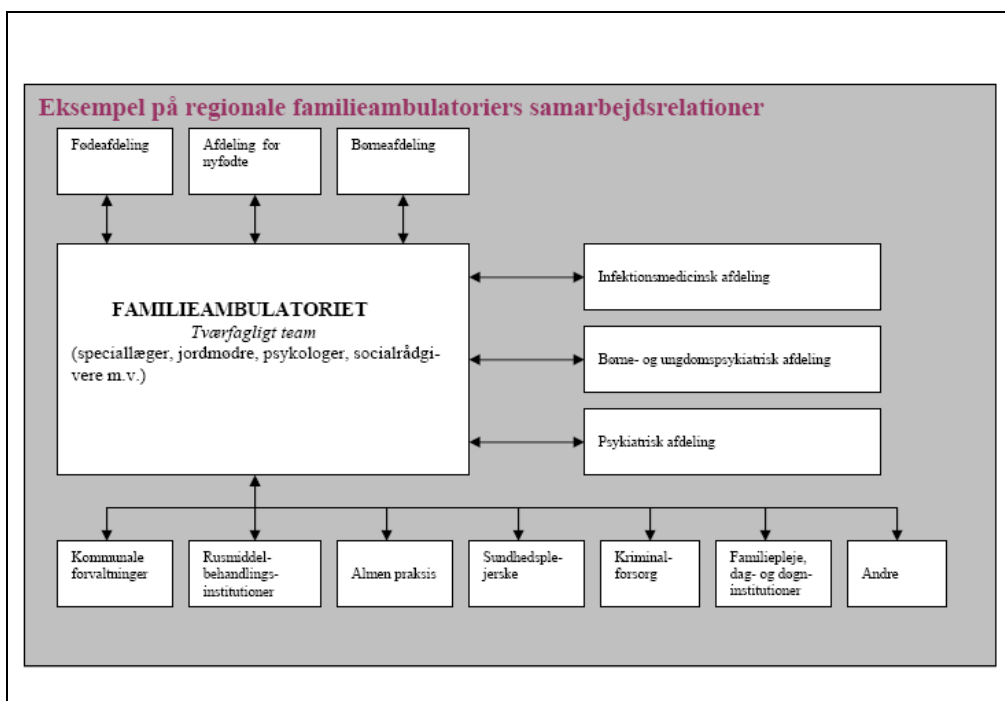 Eksempel på regionale familieambulatoriers samarbejdsrelationer
Fødeafdeling
Afdeling for
nyfødte
Børneafdeling
FAMILIEAMBULATORIET
Tværfagligt team
(speciallæger, jordmødre, psykologer, socialrådgi-
vere m.v.)
Infektionsmedicinsk afdeling
Børne- og ungdomspsykiatrisk afdeling
Psykiatrisk afdeling
Kommunale
forvaltninger
Rusmiddel-
behandlings-
institutioner
Almen praksis
Sundhedsple-
jerske
Kriminal-
forsorg
Familiepleje,
dag- og døgn-
institutioner
Andre